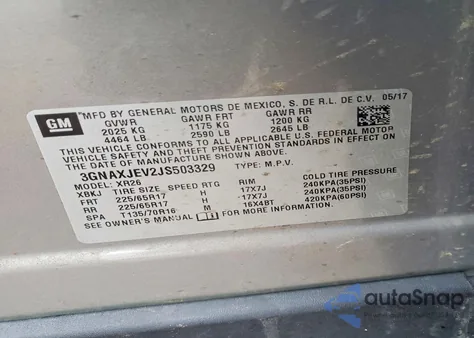 GM
MFD BY GENERAL MOTORS DE MEXICO, S. DE R.L. DE C.V. 05/17
GVWR GAWR FRT GAWR RR
2025 KG 1175 KG 1200 KG
4464 LB 2590 LB 2645 LB
THIS VEHICLE CONFORMS TO ALL APPLICABLE U.S. FEDERAL MOTOR
VEHICLE SAFETY AND THEFT PREVENTION STANDARDS IN
EFFECT ON THE DATE OF MANUFACTURE SHOWN ABOVE.
3GNAXJEV2JS503329 TYPE: M.P.V.
MODEL: XR26
XBKJ TIRE SIZE SPEED RTG RIM COLD TIRE PRESSURE
FRT 225/65R17 H 17X7J 240KPA(35PSI)
RR 225/65R17 H 17X7J 240KPA(35PSI)
SPA T135/70R16 M 16X4BT 420KPA(60PSI)
SEE OWNER'S MANUAL
autoSnap